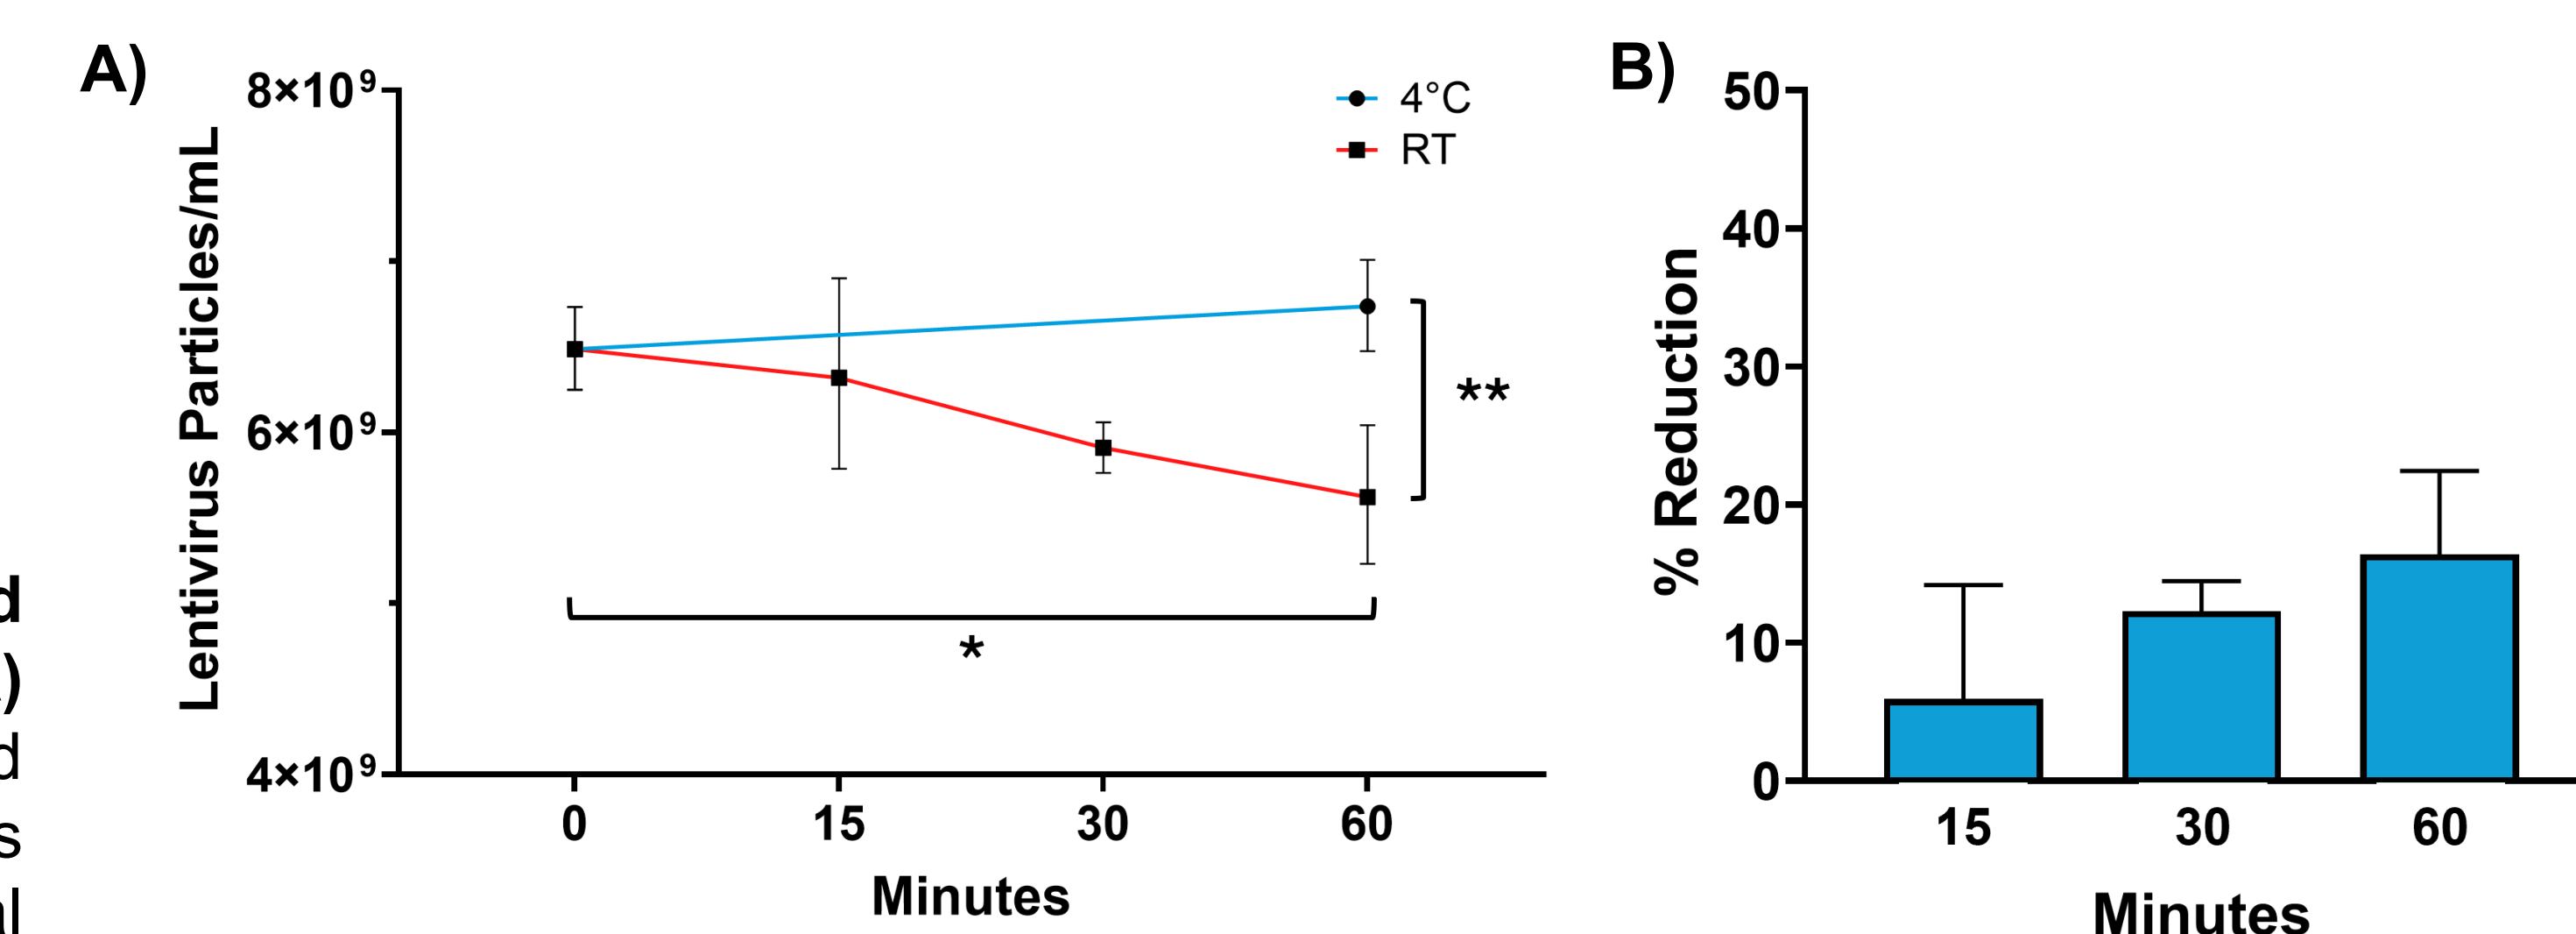 A)
8×10⁹
6×10⁹
4×10⁹
Lentivirus Particles/mL
4°C
RT
**
*
0 15 30 60
Minutes
B)
50
40
30
20
10
0
% Reduction
15 30 60
Minutes